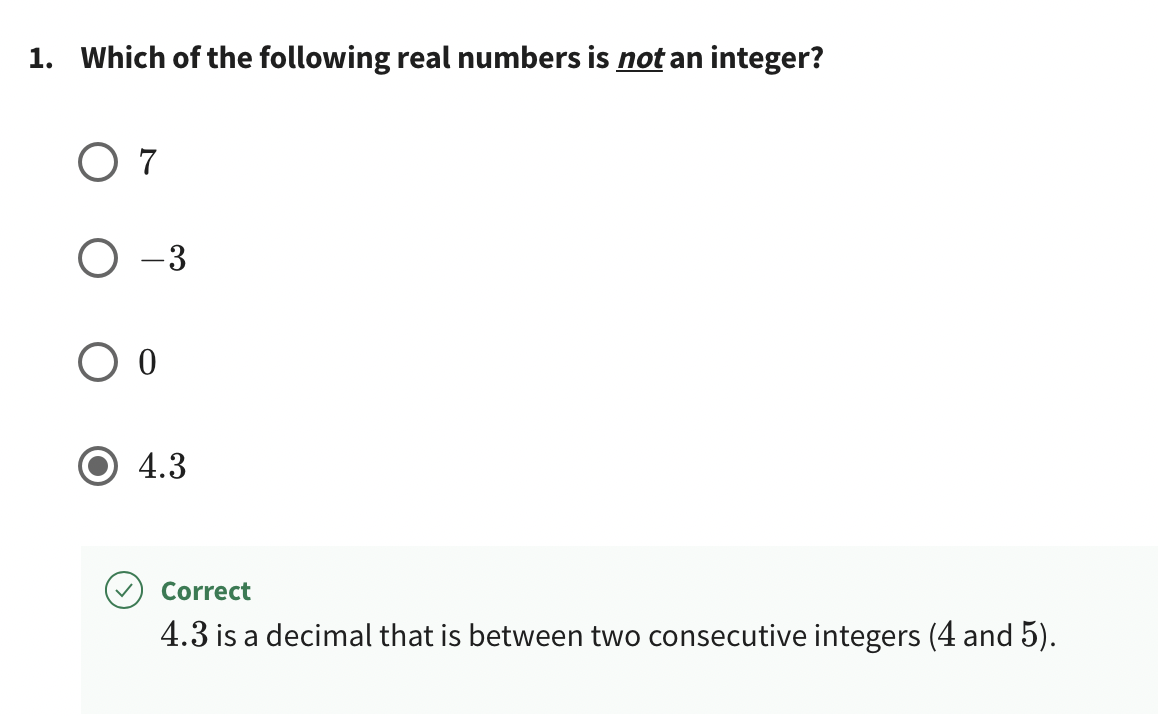 1. Which of the following real numbers is not an integer?
7
−3
0
4.3
Correct
4.3 is a decimal that is between two consecutive integers (4 and 5).